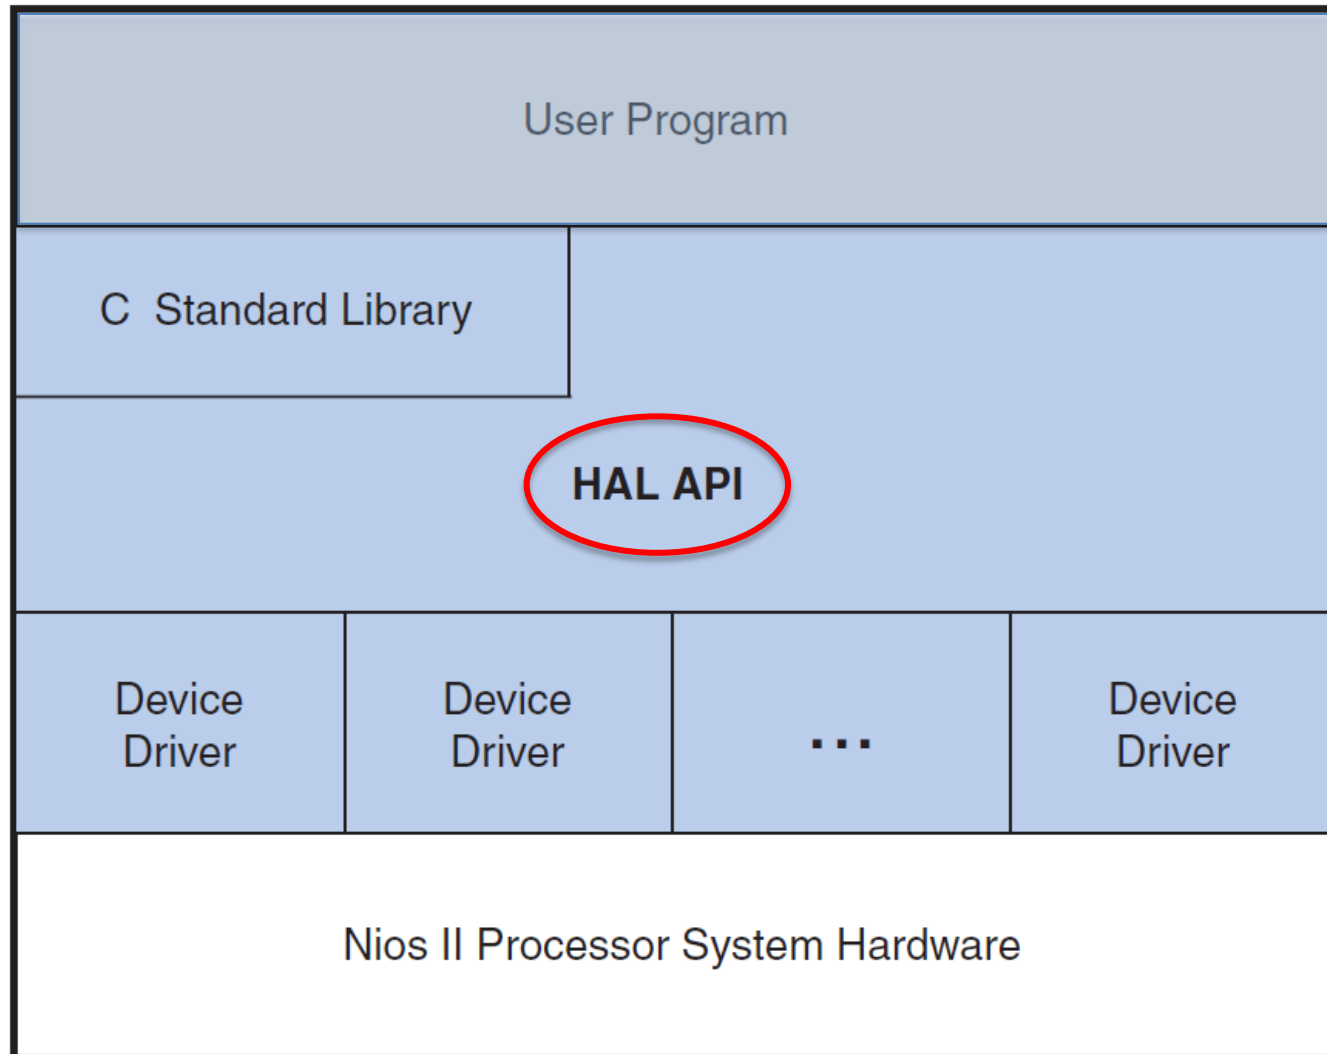 User Program
C Standard Library
HAL API
Device
Driver
Device
Driver
...
Device
Driver
Nios II Processor System Hardware